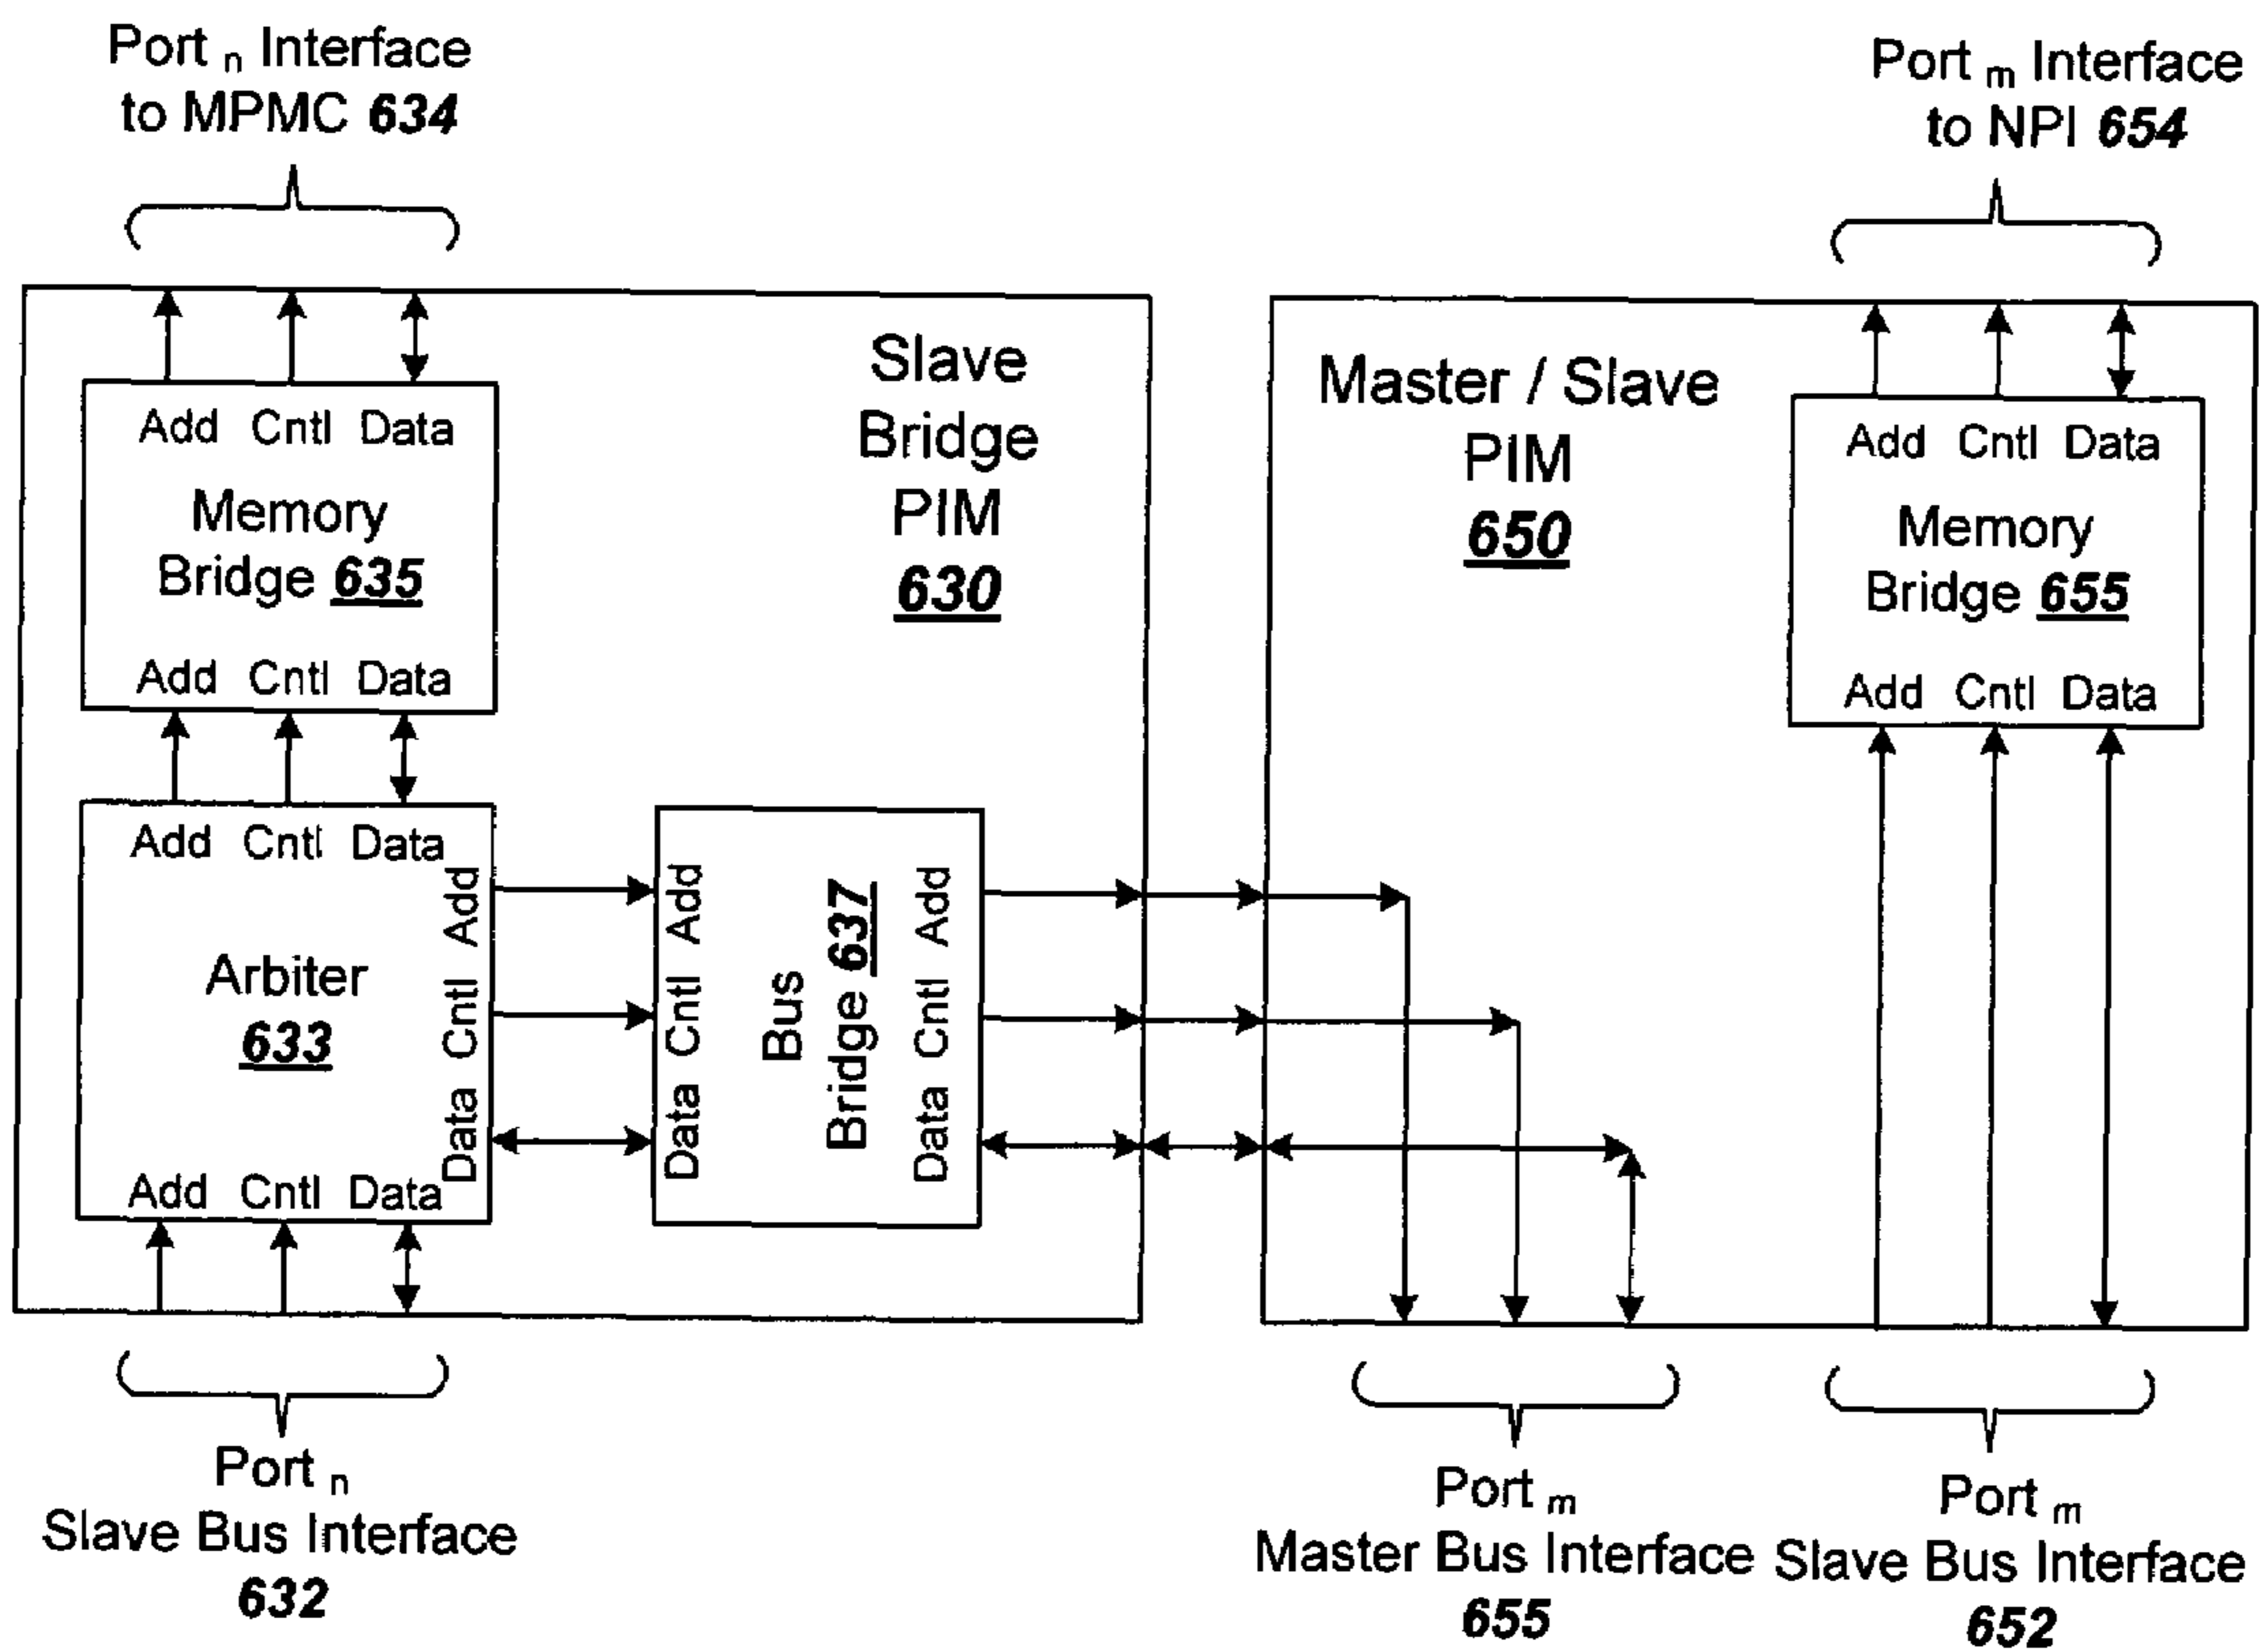 Port n Interface
to MPMC 634
Port m Interface
to NPI 654
Slave
Bridge
PIM
630
Master / Slave
PIM
650
Add Cntl Data
Memory
Bridge 635
Add Cntl Data
Add Cntl Data
Memory
Bridge 655
Add Cntl Data
Add Cntl Data
Arbiter
633
Data Cntl Add
Add Cntl Data
Data Cntl Add
Bus
Bridge 637
Data Cntl Add
Port n
Slave Bus Interface
632
Port m
Master Bus Interface
655
Port m
Slave Bus Interface
652